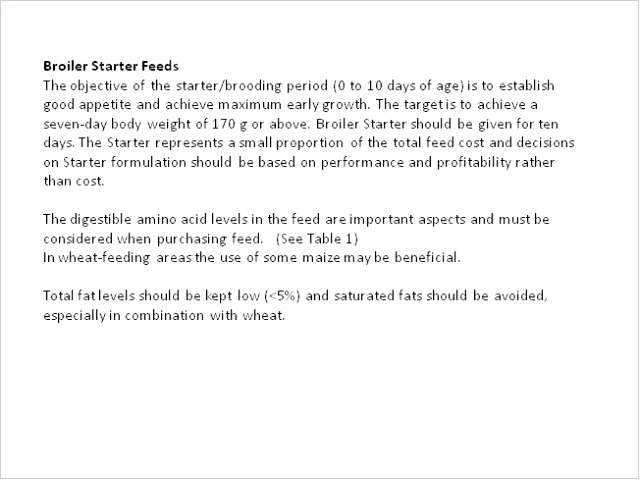 Broiler Starter Feeds
The objective of the starter/brooding period (0 to 10 days of age) is to establish
good appetite and achieve maximum early growth. The target is to achieve a
seven-day body weight of 170 g or above. Broiler Starter should be given for ten
days. The Starter represents a small proportion of the total feed cost and decisions
on Starter formulation should be based on performance and profitability rather
than cost.
The digestible amino acid levels in the feed are important aspects and must be
considered when purchasing feed. (See Table 1)
In wheat-feeding areas the use of some maize may be beneficial.
Total fat levels should be kept low (<5%) and saturated fats should be avoided,
especially in combination with wheat.